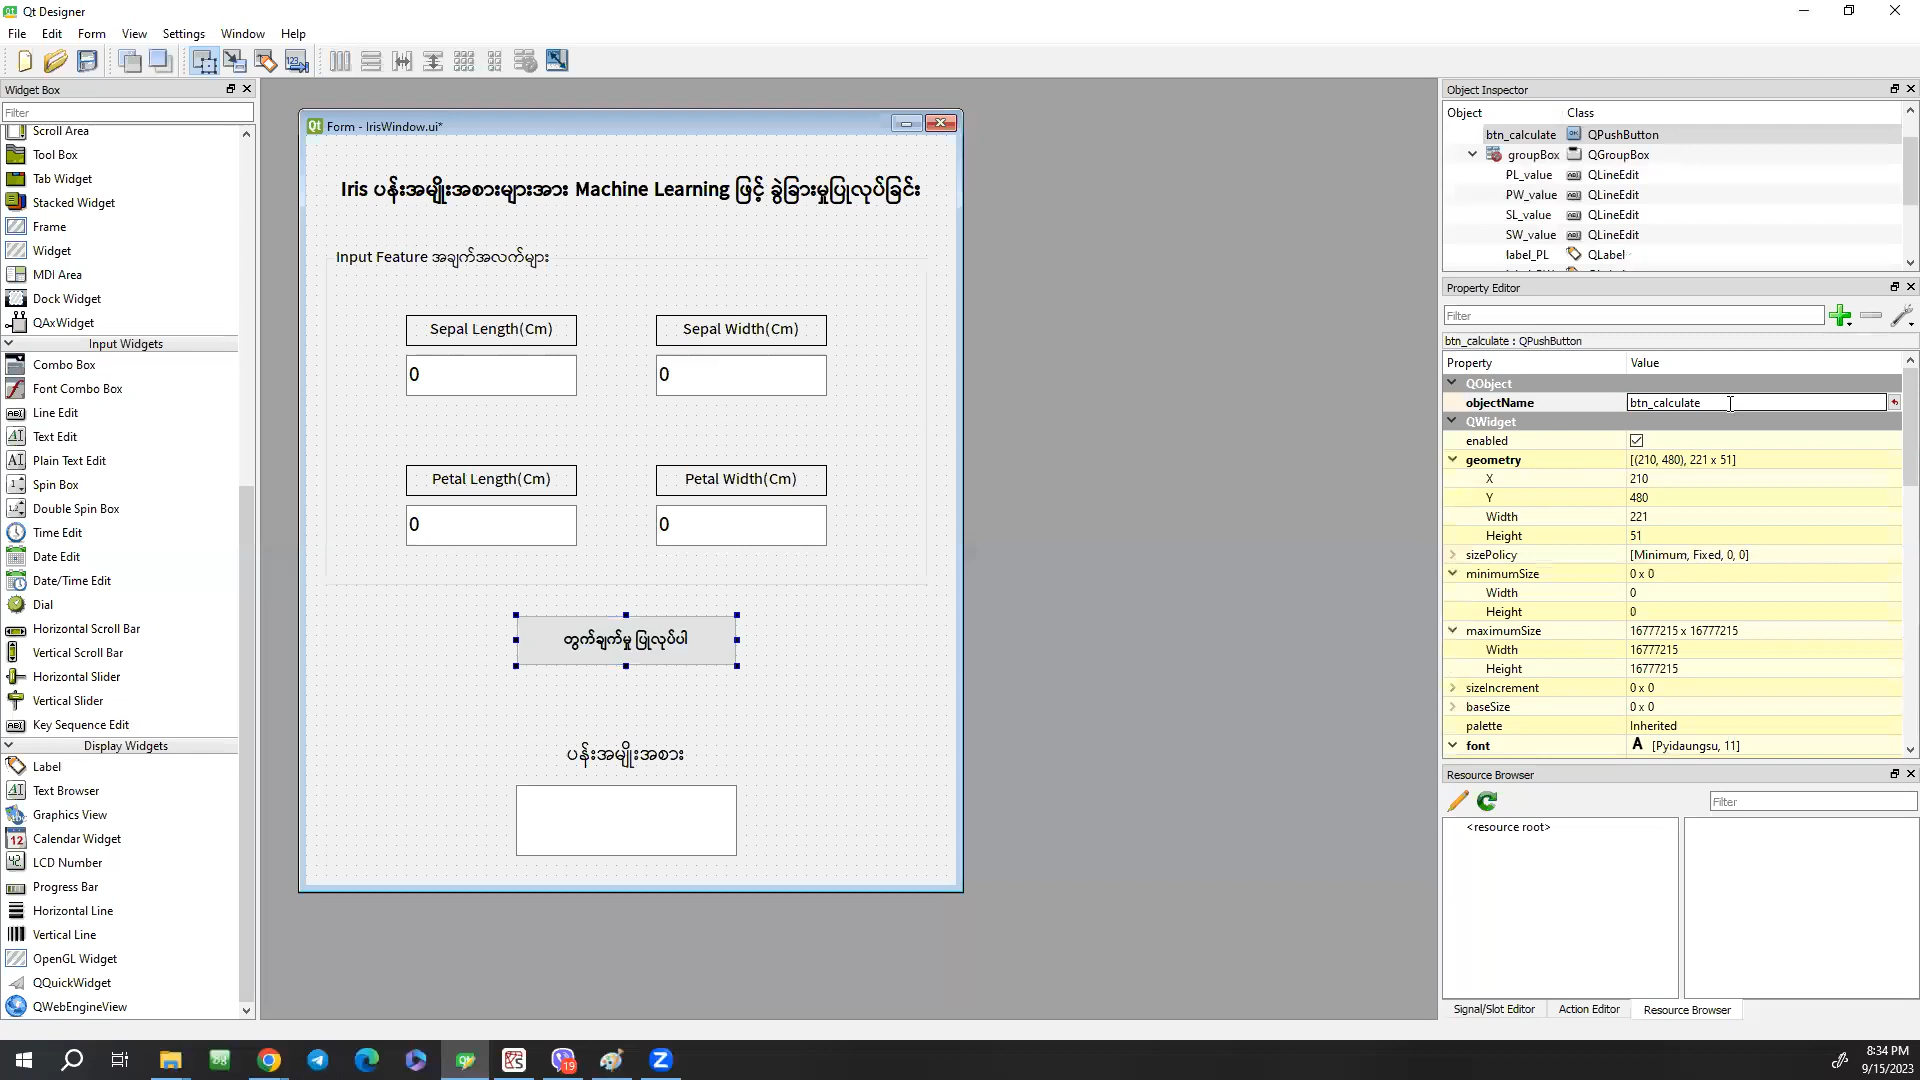 Qt Designer
File Edit Form View Settings Window Help
Widget Box
Filter
Scroll Area
Tool Box
Tab Widget
Stacked Widget
Frame
Widget
MDI Area
Dock Widget
QAxWidget
Input Widgets
Combo Box
Font Combo Box
Line Edit
Text Edit
Plain Text Edit
Spin Box
Double Spin Box
Time Edit
Date Edit
Date/Time Edit
Dial
Horizontal Scroll Bar
Vertical Scroll Bar
Horizontal Slider
Vertical Slider
Key Sequence Edit
Display Widgets
Label
Text Browser
Graphics View
Calendar Widget
LCD Number
Progress Bar
Horizontal Line
Vertical Line
OpenGL Widget
QQuickWidget
QWebEngineView
Form - IrisWindow.ui*
Iris ပန်းအမျိုးအစားများအား Machine Learning ဖြင့် ခွဲခြားမှုပြုလုပ်ခြင်း
Input Feature အချက်အလက်များ
Sepal Length(Cm) Sepal Width(Cm)
0 0
Petal Length(Cm) Petal Width(Cm)
0 0
တွက်ချက်မှု ပြုလုပ်ပါ
ပန်းအမျိုးအစား
Object Inspector
Object Class
btn_calculate QPushButton
groupBox QGroupBox
PL_value QLineEdit
PW_value QLineEdit
SL_value QLineEdit
SW_value QLineEdit
label_PL QLabel
Property Editor
Filter
btn_calculate : QPushButton
Property Value
QObject
objectName btn_calculate
QWidget
enabled
geometry [(210, 480), 221 x 51]
X 210
Y 480
Width 221
Height 51
sizePolicy [Minimum, Fixed, 0, 0]
minimumSize 0 x 0
Width 0
Height 0
maximumSize 16777215 x 16777215
Width 16777215
Height 16777215
sizeIncrement 0 x 0
baseSize 0 x 0
palette Inherited
font A [Pyidaungsu, 11]
Resource Browser
Filter
<resource root>
Signal/Slot Editor Action Editor Resource Browser
19
8:34 PM
9/15/2023